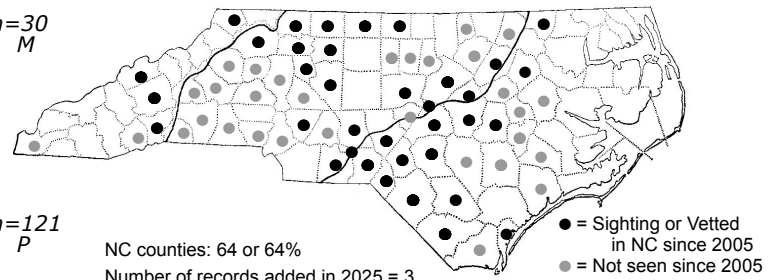 n=30
M
n=121
P
NC counties: 64 or 64%
Number of records added in 2025 = 3
● = Sighting or Vetted
in NC since 2005
● = Not seen since 2005